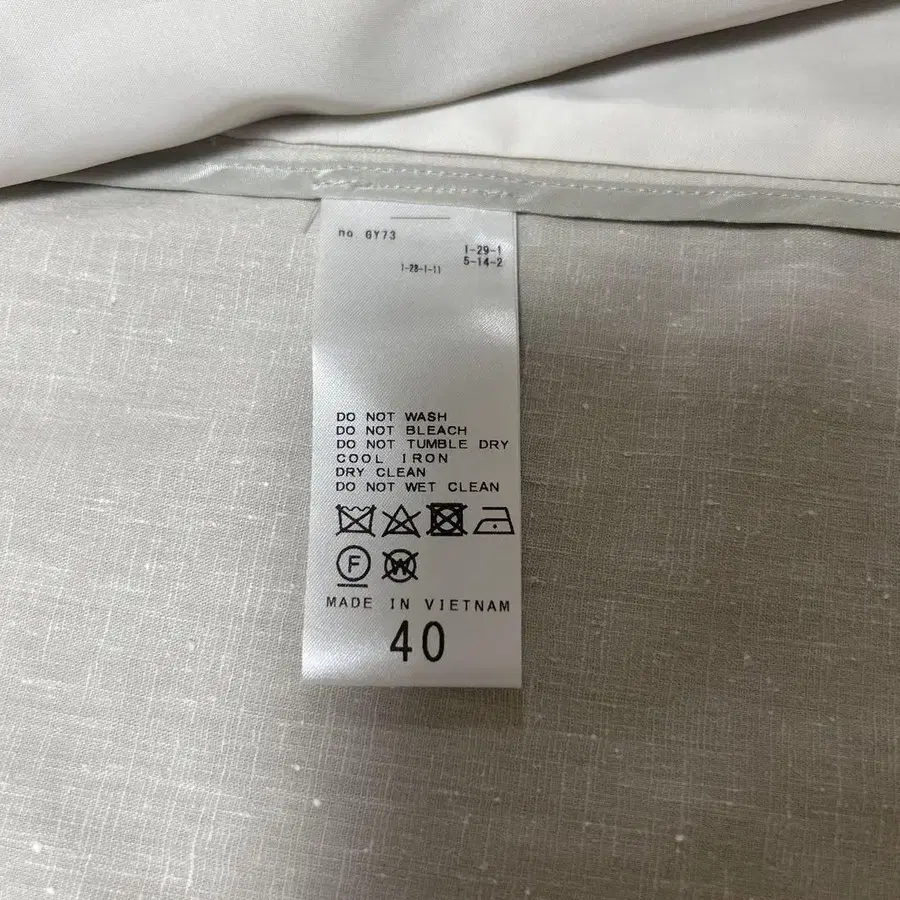 no. GY73
1-29-1
5-14-2
1-28-1-11
DO NOT WASH
DO NOT BLEACH
DO NOT TUMBLE DRY
COOL IRON
DRY CLEAN
DO NOT WET CLEAN
F W
MADE IN VIETNAM
40